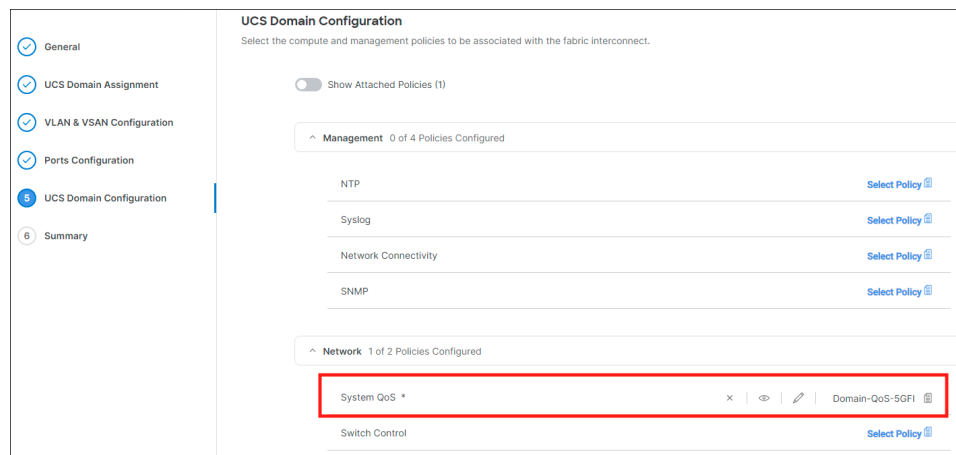 UCS Domain Configuration
Select the compute and management policies to be associated with the fabric interconnect.
General
UCS Domain Assignment
VLAN & VSAN Configuration
Ports Configuration
5 UCS Domain Configuration
6 Summary
Show Attached Policies (1)
Management 0 of 4 Policies Configured
NTP Select Policy
Syslog Select Policy
Network Connectivity Select Policy
SNMP Select Policy
Network 1 of 2 Policies Configured
System QoS * Domain-QoS-5GFI
Switch Control Select Policy